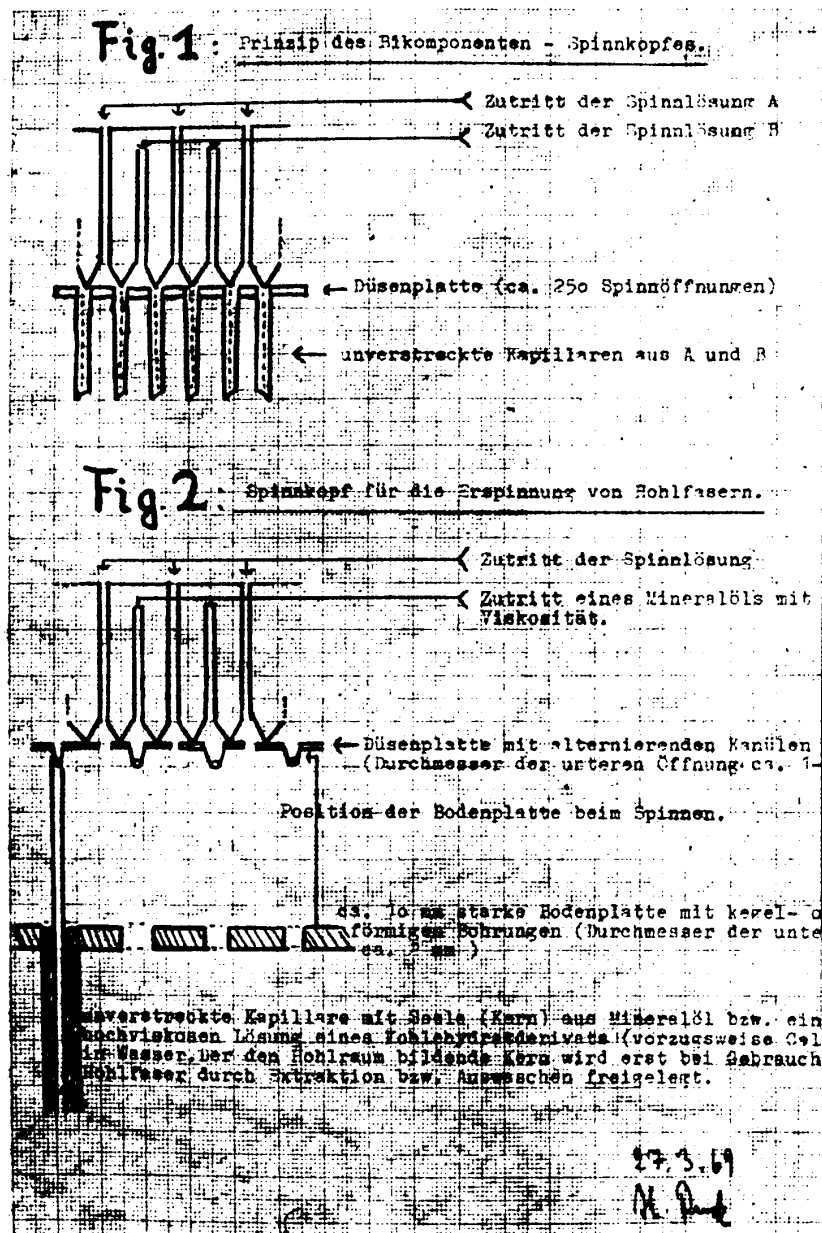 Fig. 1: Prinzip des Bikomponenten - Spinnkopfes.
Zutritt der Spinnlösung A
Zutritt der Spinnlösung B
Düsenplatte (ca. 25o Spinnöffnungen)
unverstreckte Kapillaren aus A und B
Fig. 2: Spinnkopf für die Erspinnung von Hohlfasern.
Zutritt der Spinnlösung
Zutritt eines Mineralöls mit
Viskosität.
Düsenplatte mit alternierenden Kanülen
(Durchmesser der unteren Öffnung ca. 1-
Position der Bodenplatte beim Spinnen.
ca. 1o mm starke Bodenplatte mit kegel- o
förmigen Bohrungen (Durchmesser der unte
ca. mm )
unverstreckte Kapillare mit Seele (Kern) aus Mineralöl bzw. ein
hochviskosen Lösung eines Kohlehydratderivats (vorzugsweise Cel
in Wasser. Der den Hohlraum bildende Kern wird erst bei Gebrauch
Hohlfaser durch Extraktion bzw. Auswaschen freigelegt.
27.3.69